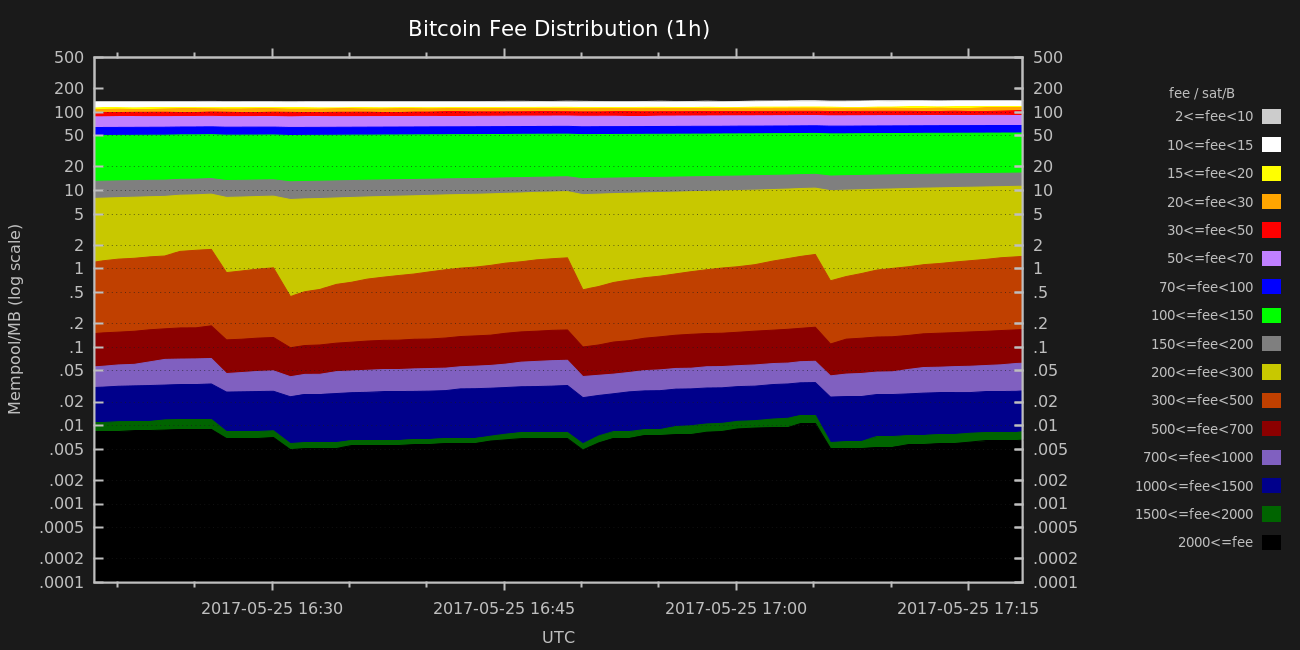 Bitcoin Fee Distribution (1h)
500 500
200 200
100 100
50 50
20 20
10 10
5 5
2 2
1 1
.5 .5
.2 .2
.1 .1
.05 .05
.02 .02
.01 .01
.005 .005
.002 .002
.001 .001
.0005 .0005
.0002 .0002
.0001 .0001
Mempool/MB (log scale)
2017-05-25 16:30 2017-05-25 16:45 2017-05-25 17:00 2017-05-25 17:15
UTC
fee / sat/B
2<=fee<10
10<=fee<15
15<=fee<20
20<=fee<30
30<=fee<50
50<=fee<70
70<=fee<100
100<=fee<150
150<=fee<200
200<=fee<300
300<=fee<500
500<=fee<700
700<=fee<1000
1000<=fee<1500
1500<=fee<2000
2000<=fee